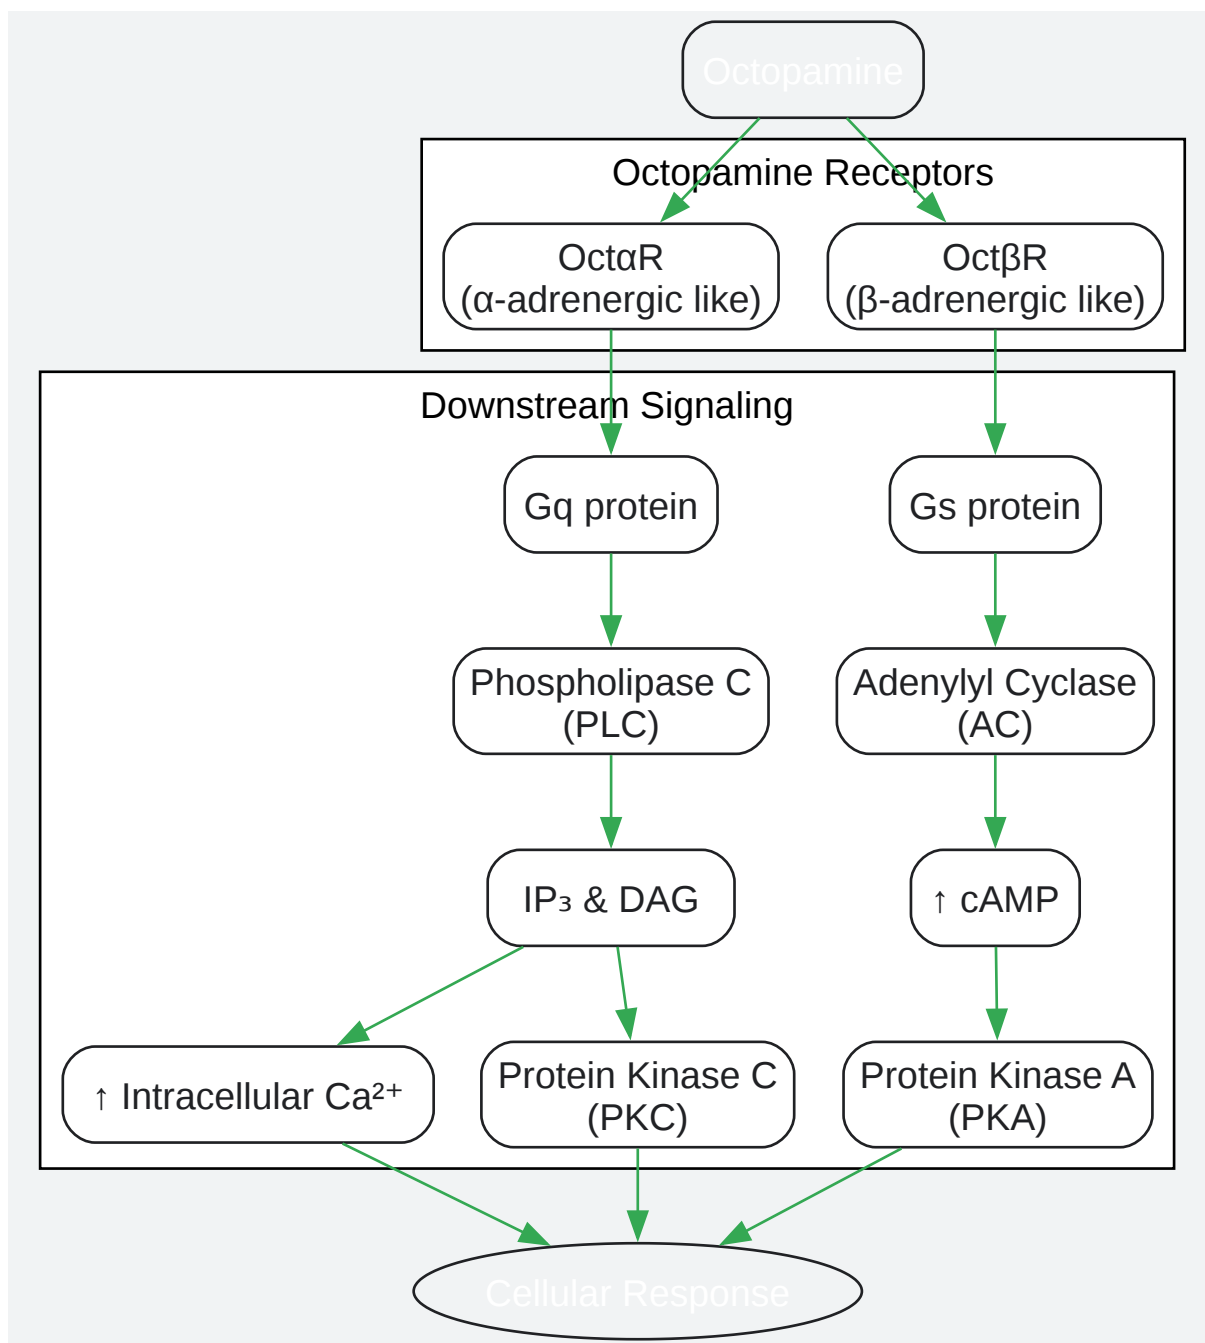 Octopamine
Octopamine Receptors
OctαR
(α-adrenergic like)
OctβR
(β-adrenergic like)
Downstream Signaling
Gq protein
Gs protein
Phospholipase C
(PLC)
Adenylyl Cyclase
(AC)
IP₃ & DAG
↑ cAMP
↑ Intracellular Ca²⁺
Protein Kinase C
(PKC)
Protein Kinase A
(PKA)
Cellular Response